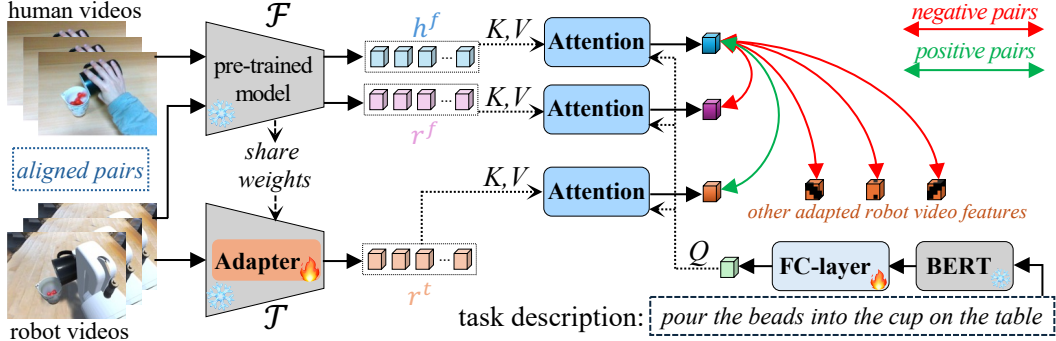 human videos
𝓕
h^f
K,V
Attention
negative pairs
positive pairs
pre-trained
model
K,V
Attention
r^f
aligned pairs
share
weights
K,V
Attention
other adapted robot video features
Adapter
r^t
Q
FC-layer
BERT
𝓣
robot videos
task description: pour the beads into the cup on the table